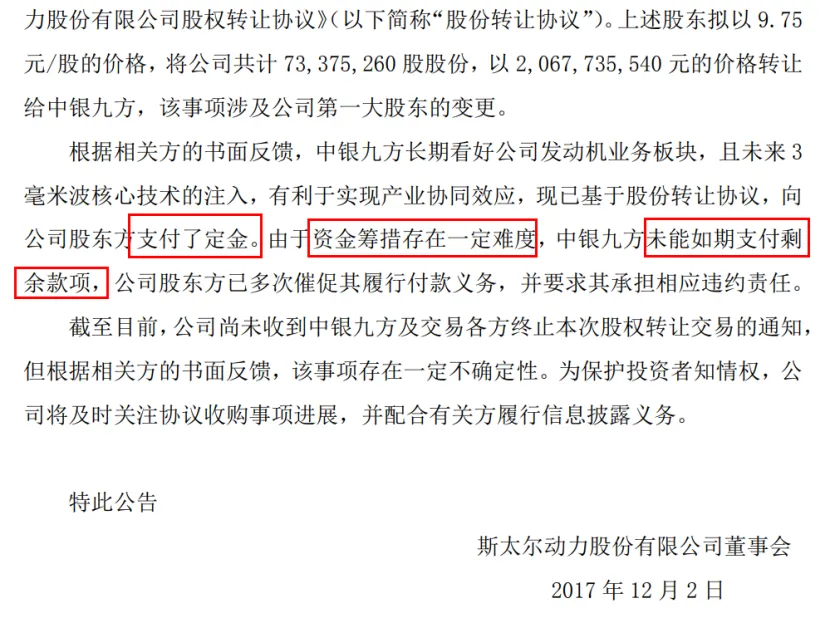 力股份有限公司股权转让协议》（以下简称“股份转让协议”）。上述股东拟以 9.75
元/股的价格，将公司共计 73,375,260 股股份，以 2,067,735,540 元的价格转让
给中银九方，该事项涉及公司第一大股东的变更。
根据相关方的书面反馈，中银九方长期看好公司发动机业务板块，且未来 3
毫米波核心技术的注入，有利于实现产业协同效应，现已基于股份转让协议，向
公司股东方支付了定金。由于资金筹措存在一定难度，中银九方未能如期支付剩
余款项，公司股东方已多次催促其履行付款义务，并要求其承担相应违约责任。
截至目前，公司尚未收到中银九方及交易各方终止本次股权转让交易的通知，
但根据相关方的书面反馈，该事项存在一定不确定性。为保护投资者知情权，公
司将及时关注协议收购事项进展，并配合有关方履行信息披露义务。
特此公告
斯太尔动力股份有限公司董事会
2017 年 12 月 2 日